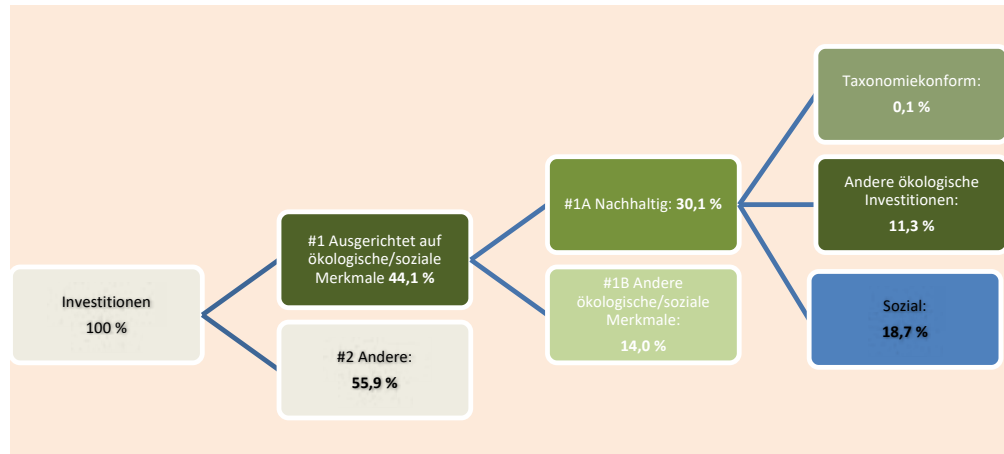 Investitionen
100 %
#1 Ausgerichtet auf
ökologische/soziale
Merkmale 44,1 %
#2 Andere:
55,9 %
#1A Nachhaltig: 30,1 %
#1B Andere
ökologische/soziale
Merkmale:
14,0 %
Taxonomiekonform:
0,1 %
Andere ökologische
Investitionen:
11,3 %
Sozial:
18,7 %